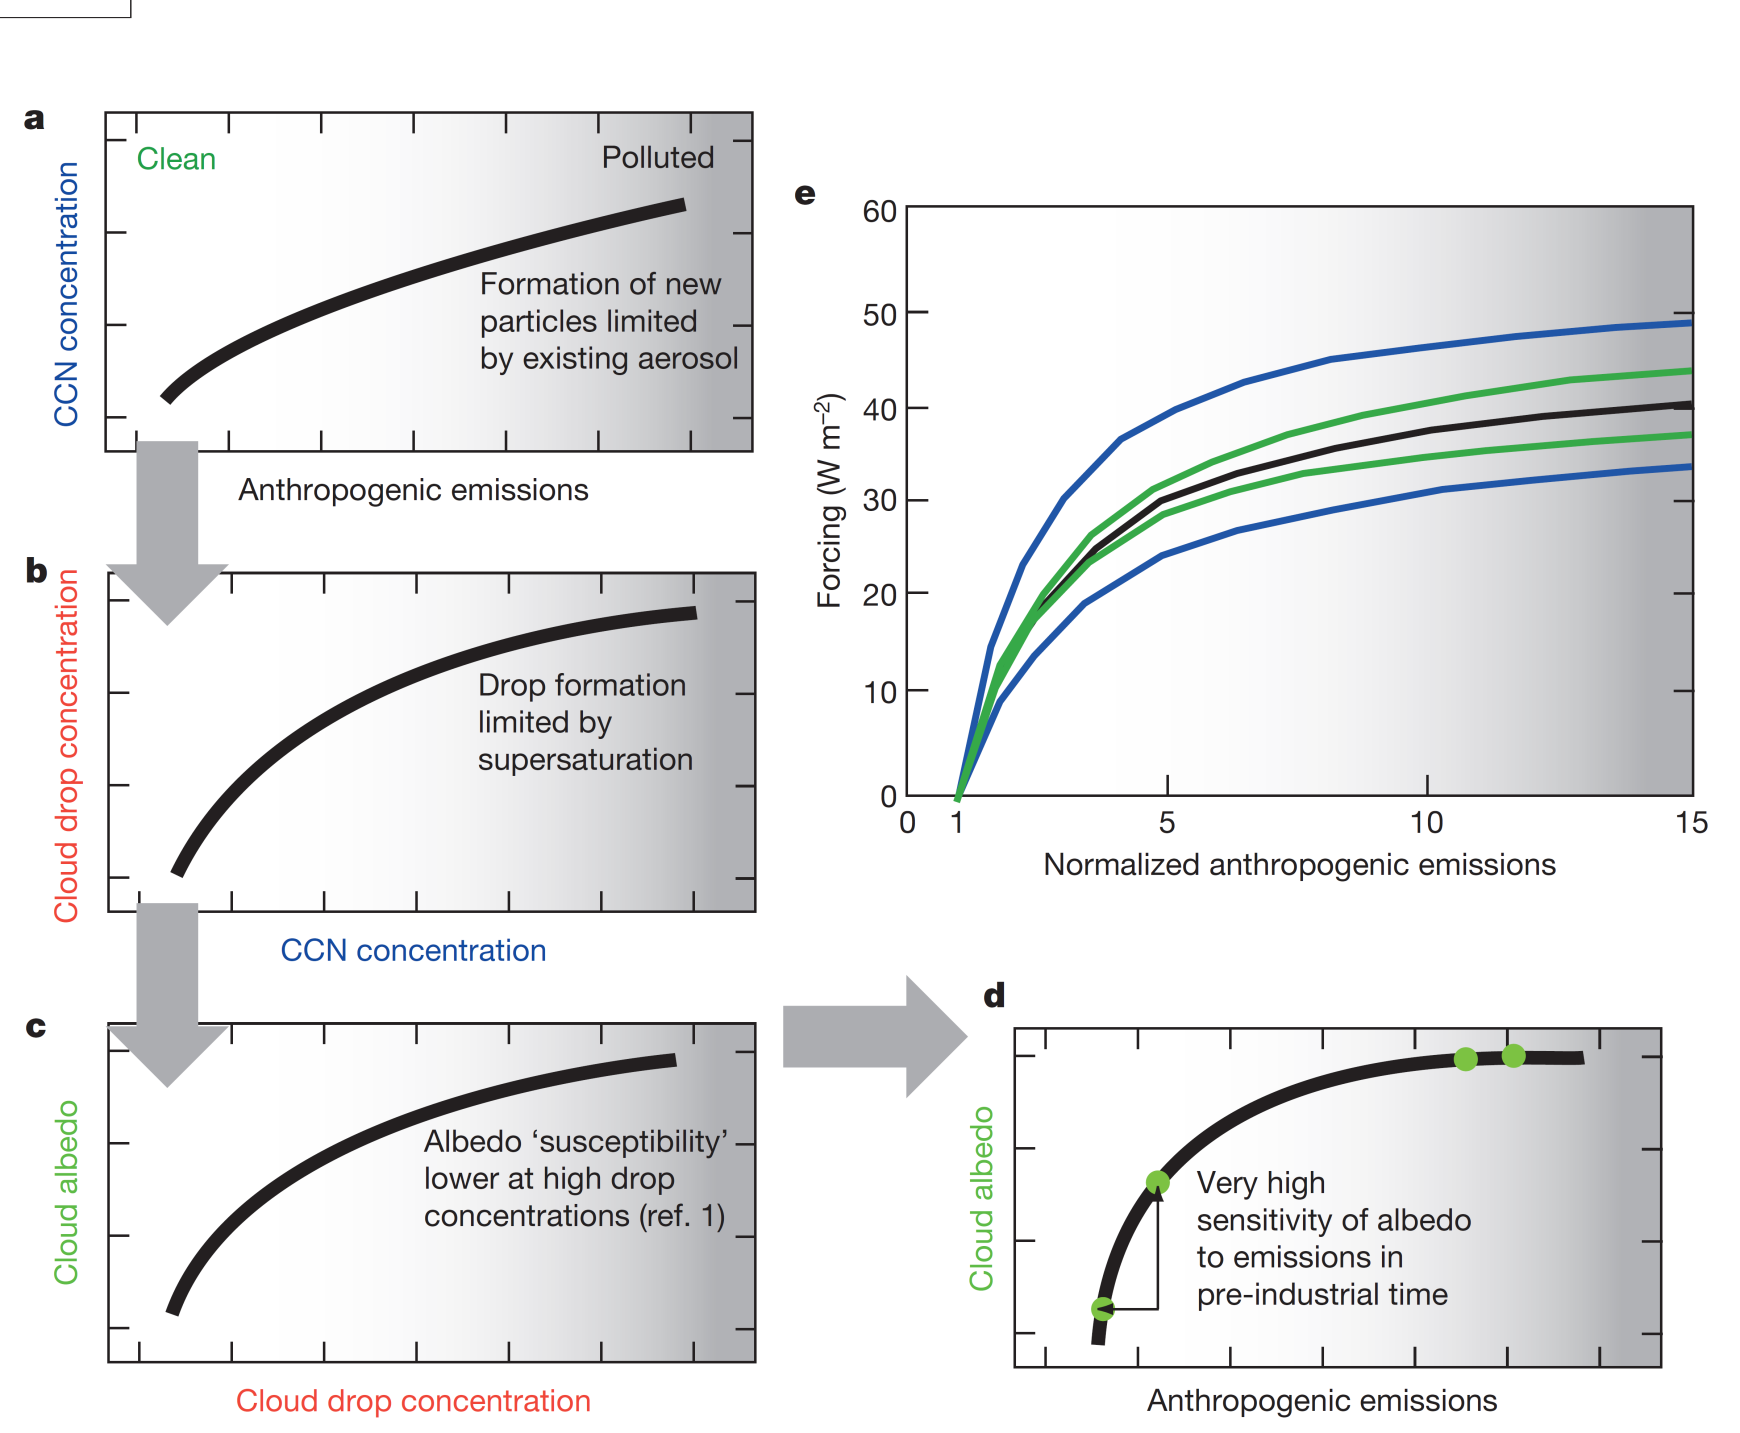 a
Clean
Polluted
CCN concentration
Formation of new
particles limited
by existing aerosol
Anthropogenic emissions
b
Cloud drop concentration
Drop formation
limited by
supersaturation
CCN concentration
c
Cloud albedo
Albedo ‘susceptibility’
lower at high drop
concentrations (ref. 1)
Cloud drop concentration
e
60
50
40
30
20
10
0
Forcing (W m–2)
0 1 5 10 15
Normalized anthropogenic emissions
d
Cloud albedo
Very high
sensitivity of albedo
to emissions in
pre-industrial time
Anthropogenic emissions